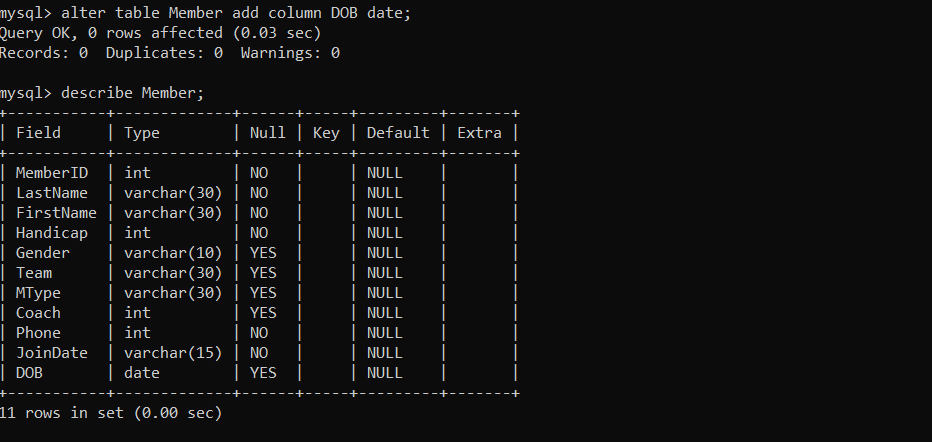 mysql> alter table Member add column DOB date;
Query OK, 0 rows affected (0.03 sec)
Records: 0  Duplicates: 0  Warnings: 0

mysql> describe Member;
+-----------+-------------+------+-----+---------+-------+
| Field     | Type        | Null | Key | Default | Extra |
+-----------+-------------+------+-----+---------+-------+
| MemberID  | int         | NO   |     | NULL    |       |
| LastName  | varchar(30) | NO   |     | NULL    |       |
| FirstName | varchar(30) | NO   |     | NULL    |       |
| Handicap  | int         | NO   |     | NULL    |       |
| Gender    | varchar(10) | YES  |     | NULL    |       |
| Team      | varchar(30) | YES  |     | NULL    |       |
| MType     | varchar(30) | YES  |     | NULL    |       |
| Coach     | int         | YES  |     | NULL    |       |
| Phone     | int         | NO   |     | NULL    |       |
| JoinDate  | varchar(15) | NO   |     | NULL    |       |
| DOB       | date        | YES  |     | NULL    |       |
+-----------+-------------+------+-----+---------+-------+
11 rows in set (0.00 sec)